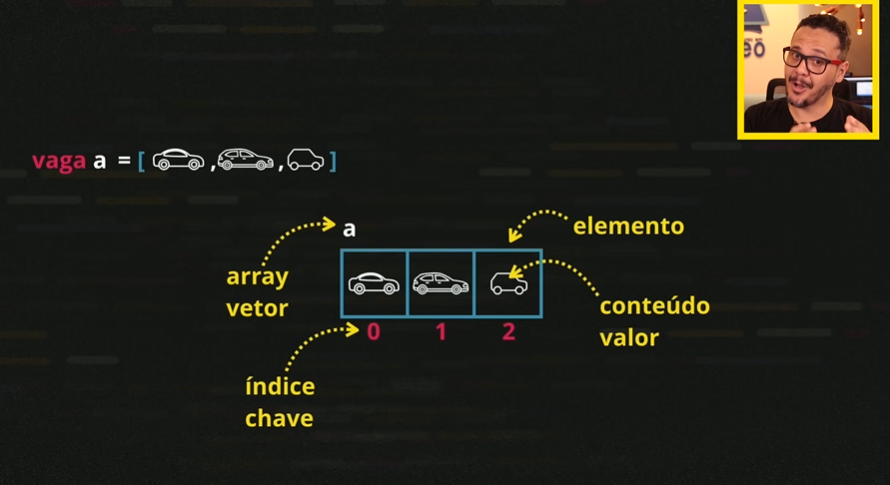 vaga a = [ , , ]
a
elemento
array
vetor
conteúdo
valor
0 1 2
índice
chave